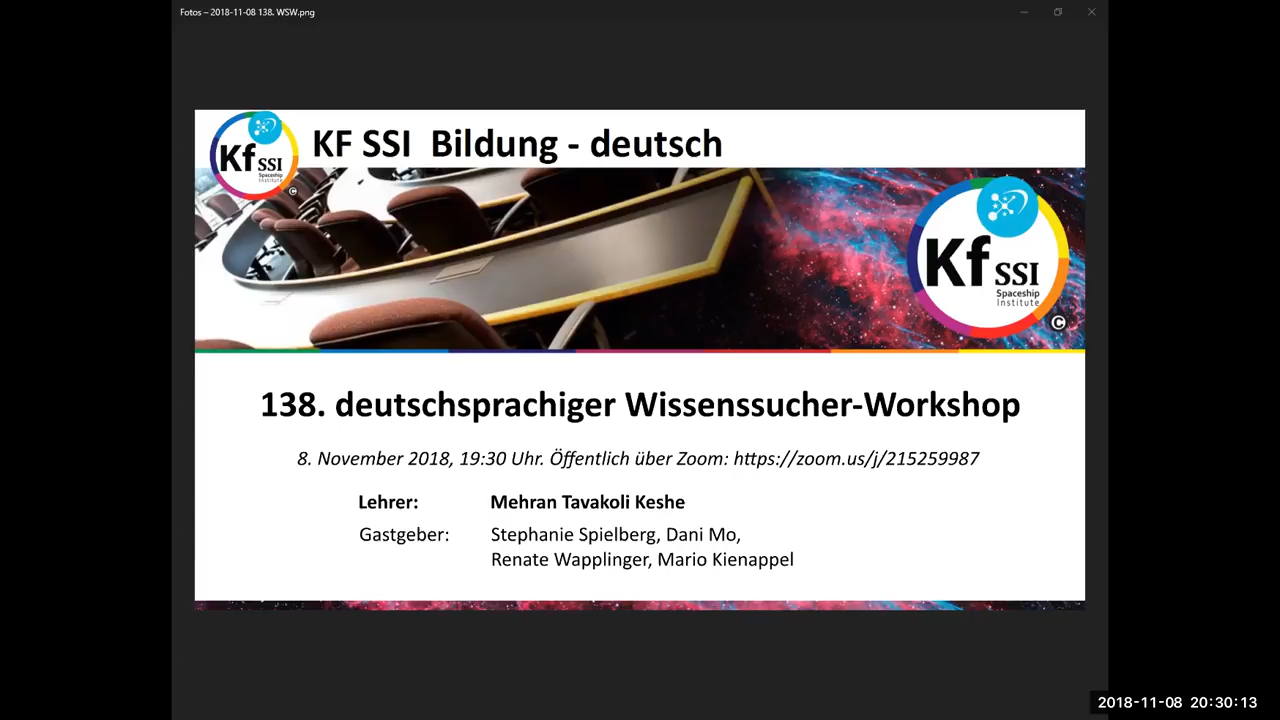 Fotos – 2018-11-08 138. WSW.png
Kf SSI
Spaceship
Institute
©
KF SSI Bildung - deutsch
Kf SSI
Spaceship
Institute
©
138. deutschsprachiger Wissenssucher-Workshop
8. November 2018, 19:30 Uhr. Öffentlich über Zoom: https://zoom.us/j/215259987
Lehrer: Mehran Tavakoli Keshe
Gastgeber: Stephanie Spielberg, Dani Mo,
Renate Wapplinger, Mario Kienappel
2018-11-08 20:30:13